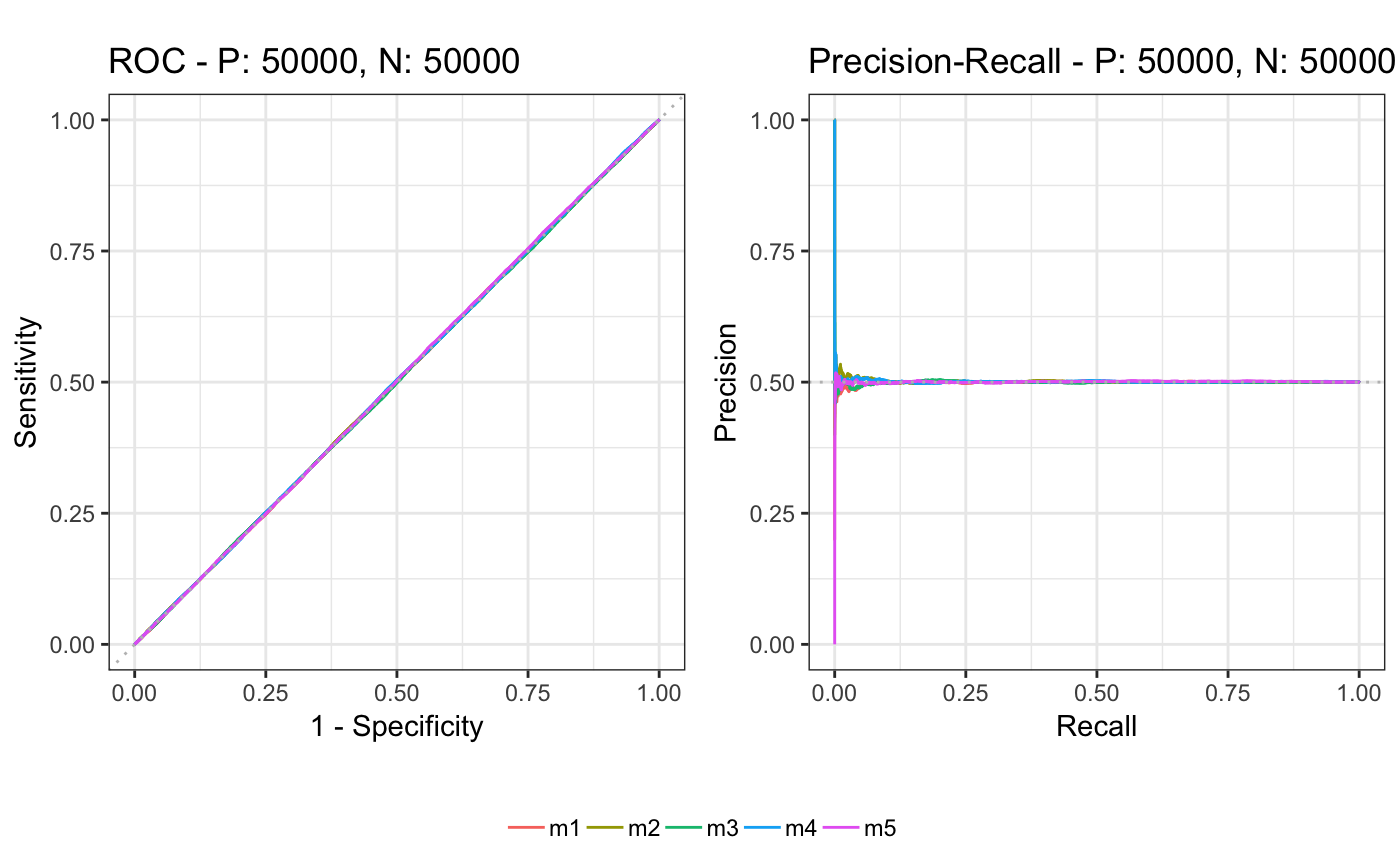 ROC - P: 50000, N: 50000
Sensitivity
1.00
0.75
0.50
0.25
0.00
0.00 0.25 0.50 0.75 1.00
1 - Specificity
Precision-Recall - P: 50000, N: 50000
Precision
1.00
0.75
0.50
0.25
0.00
0.00 0.25 0.50 0.75 1.00
Recall
m1 m2 m3 m4 m5